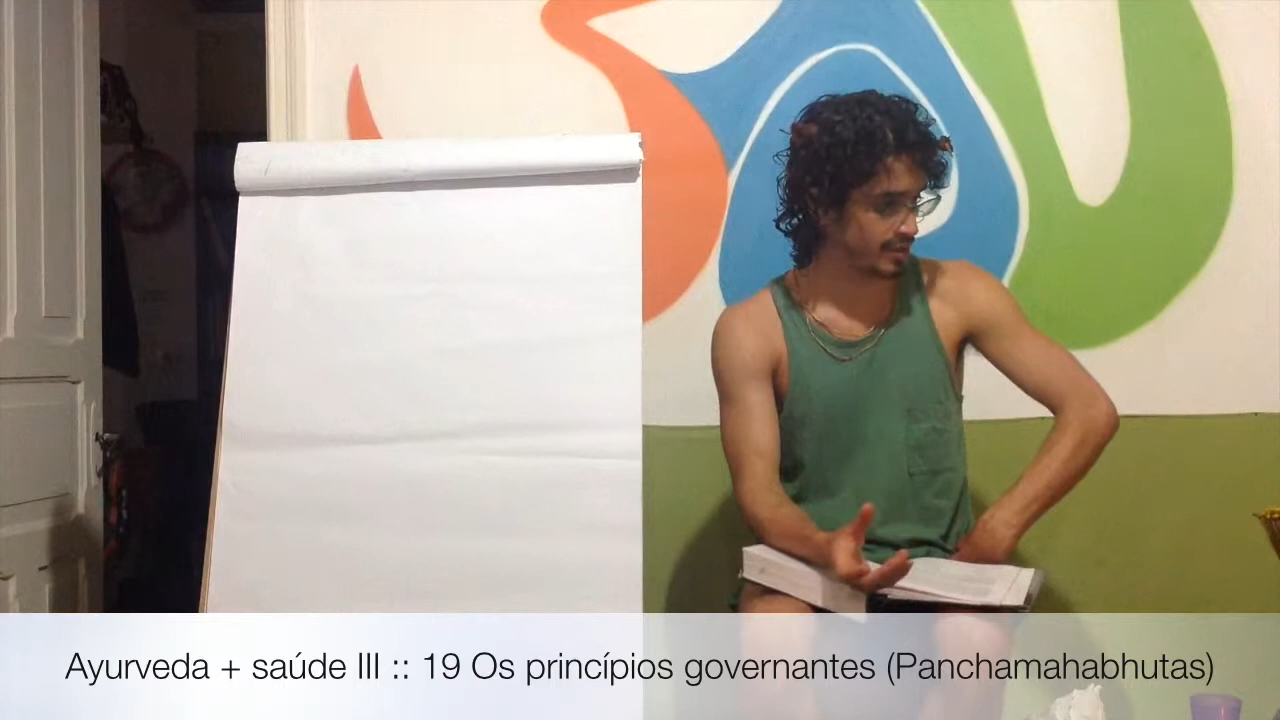 Ayurveda + saúde III :: 19 Os princípios governantes (Panchamahabhutas)